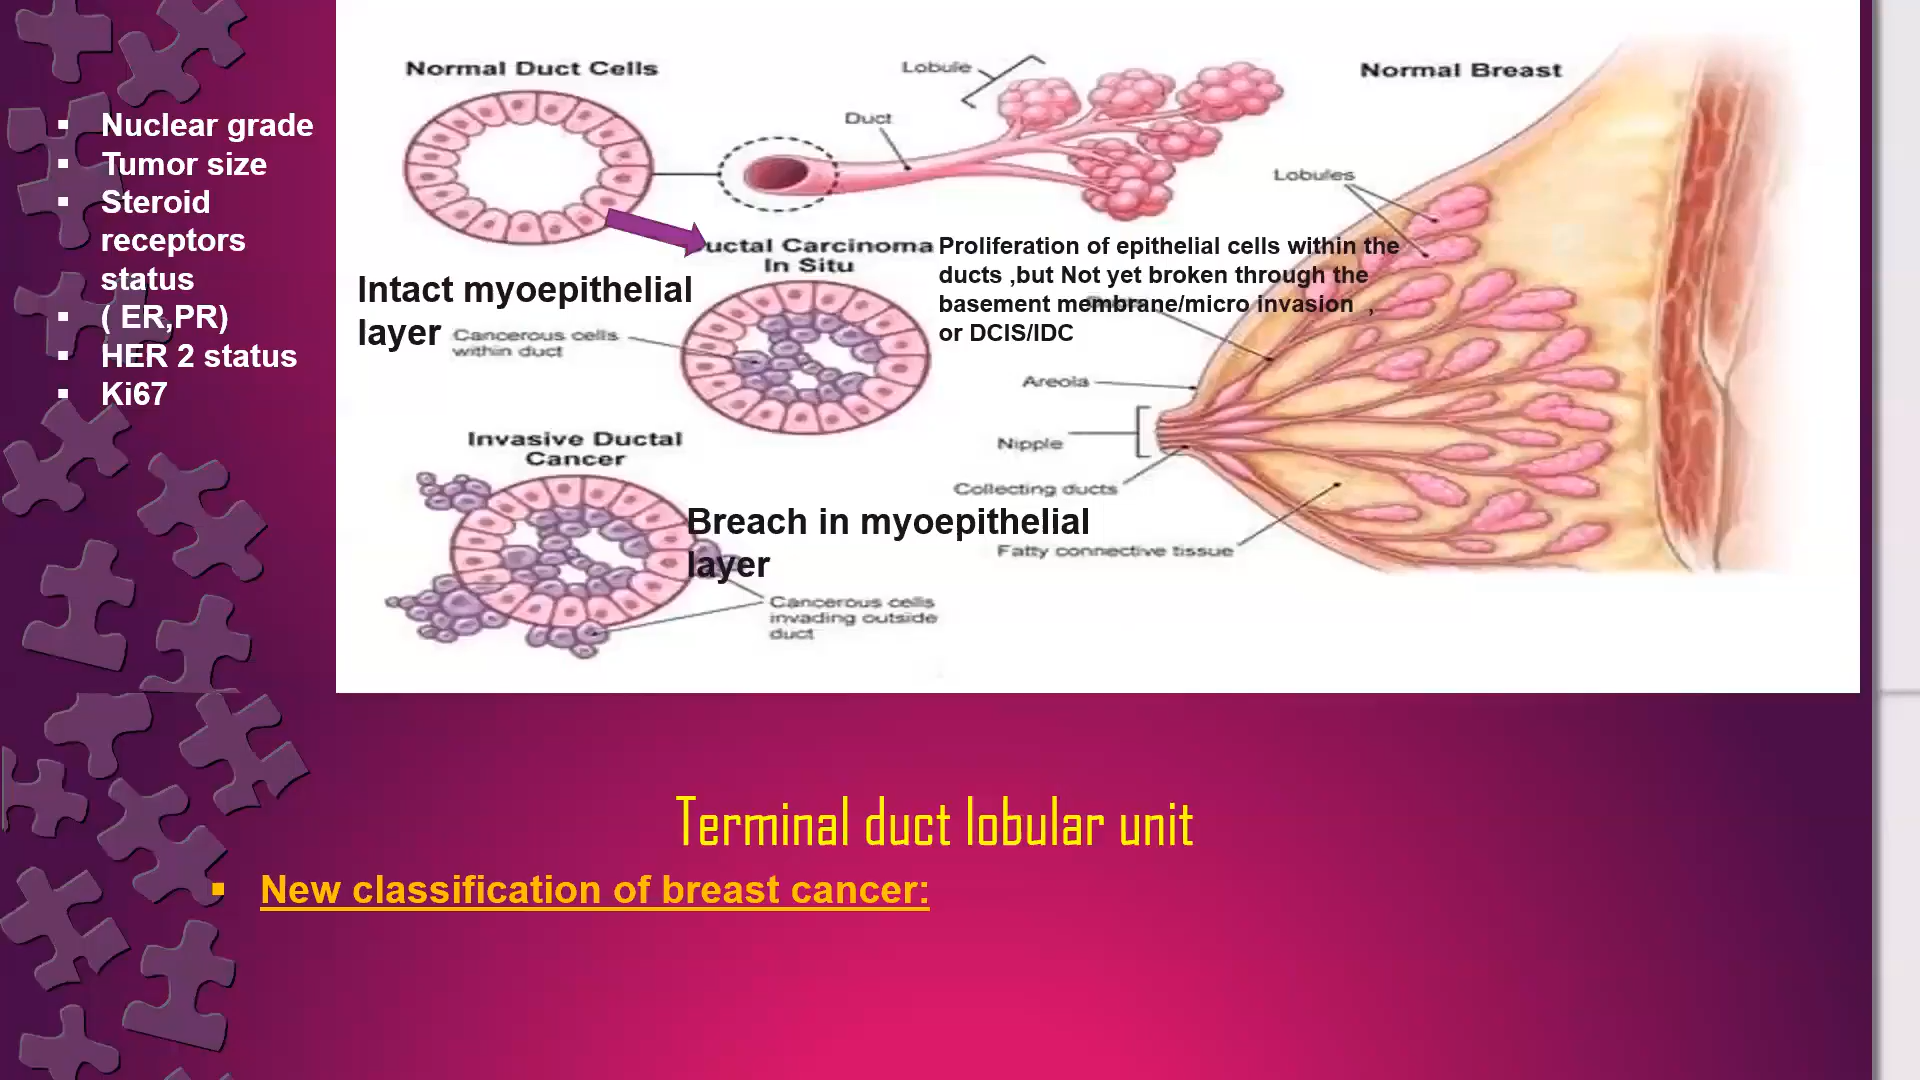 Nuclear grade
Tumor size
Steroid
receptors
status
( ER,PR)
HER 2 status
Ki67
Normal Duct Cells
Lobule
Duct
Normal Breast
Lobules
uctal Carcinoma
In Situ
Proliferation of epithelial cells within the
ducts ,but Not yet broken through the
basement membrane/micro invasion ,
or DCIS/IDC
Intact myoepithelial
layer
Cancerous cells
within duct
Areola
Nipple
Collecting ducts
Fatty connective tissue
Invasive Ductal
Cancer
Breach in myoepithelial
layer
Cancerous cells
invading outside
duct
Terminal duct lobular unit
New classification of breast cancer: